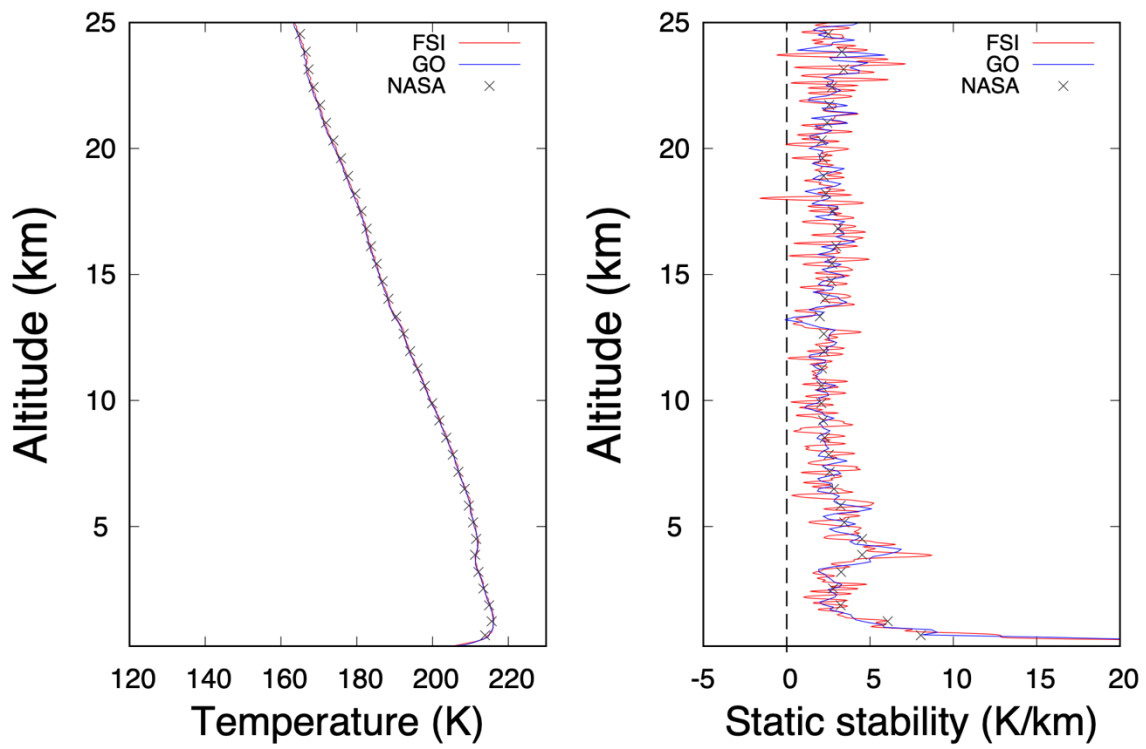 25
20
15
10
5
Altitude (km)
FSI
GO
NASA
120 140 160 180 200 220
Temperature (K)
25
20
15
10
5
Altitude (km)
FSI
GO
NASA
-5 0 5 10 15 20
Static stability (K/km)